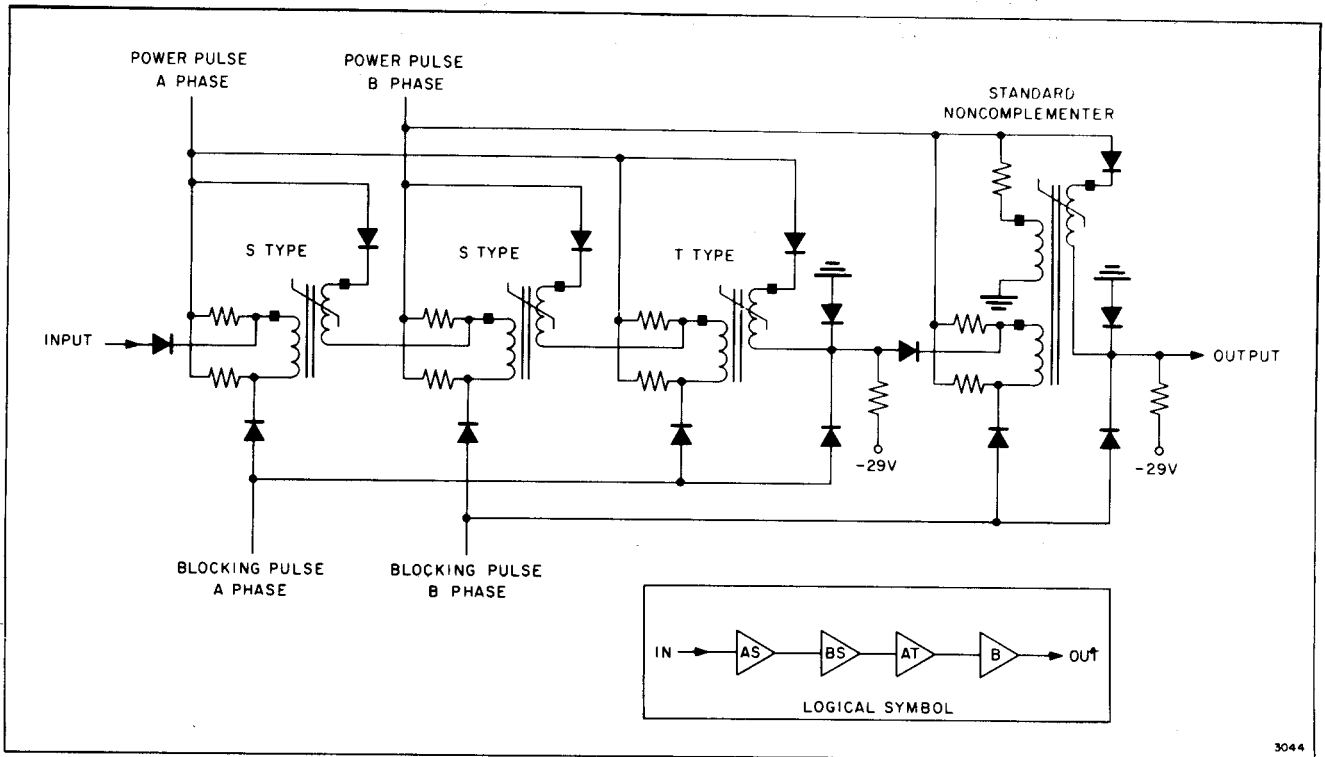 POWER PULSE
A PHASE
POWER PULSE
B PHASE
STANDARD
NONCOMPLEMENTER
S TYPE
S TYPE
T TYPE
INPUT
OUTPUT
-29V
-29V
BLOCKING PULSE
A PHASE
BLOCKING PULSE
B PHASE
IN
AS
BS
AT
B
OUT
LOGICAL SYMBOL
3044